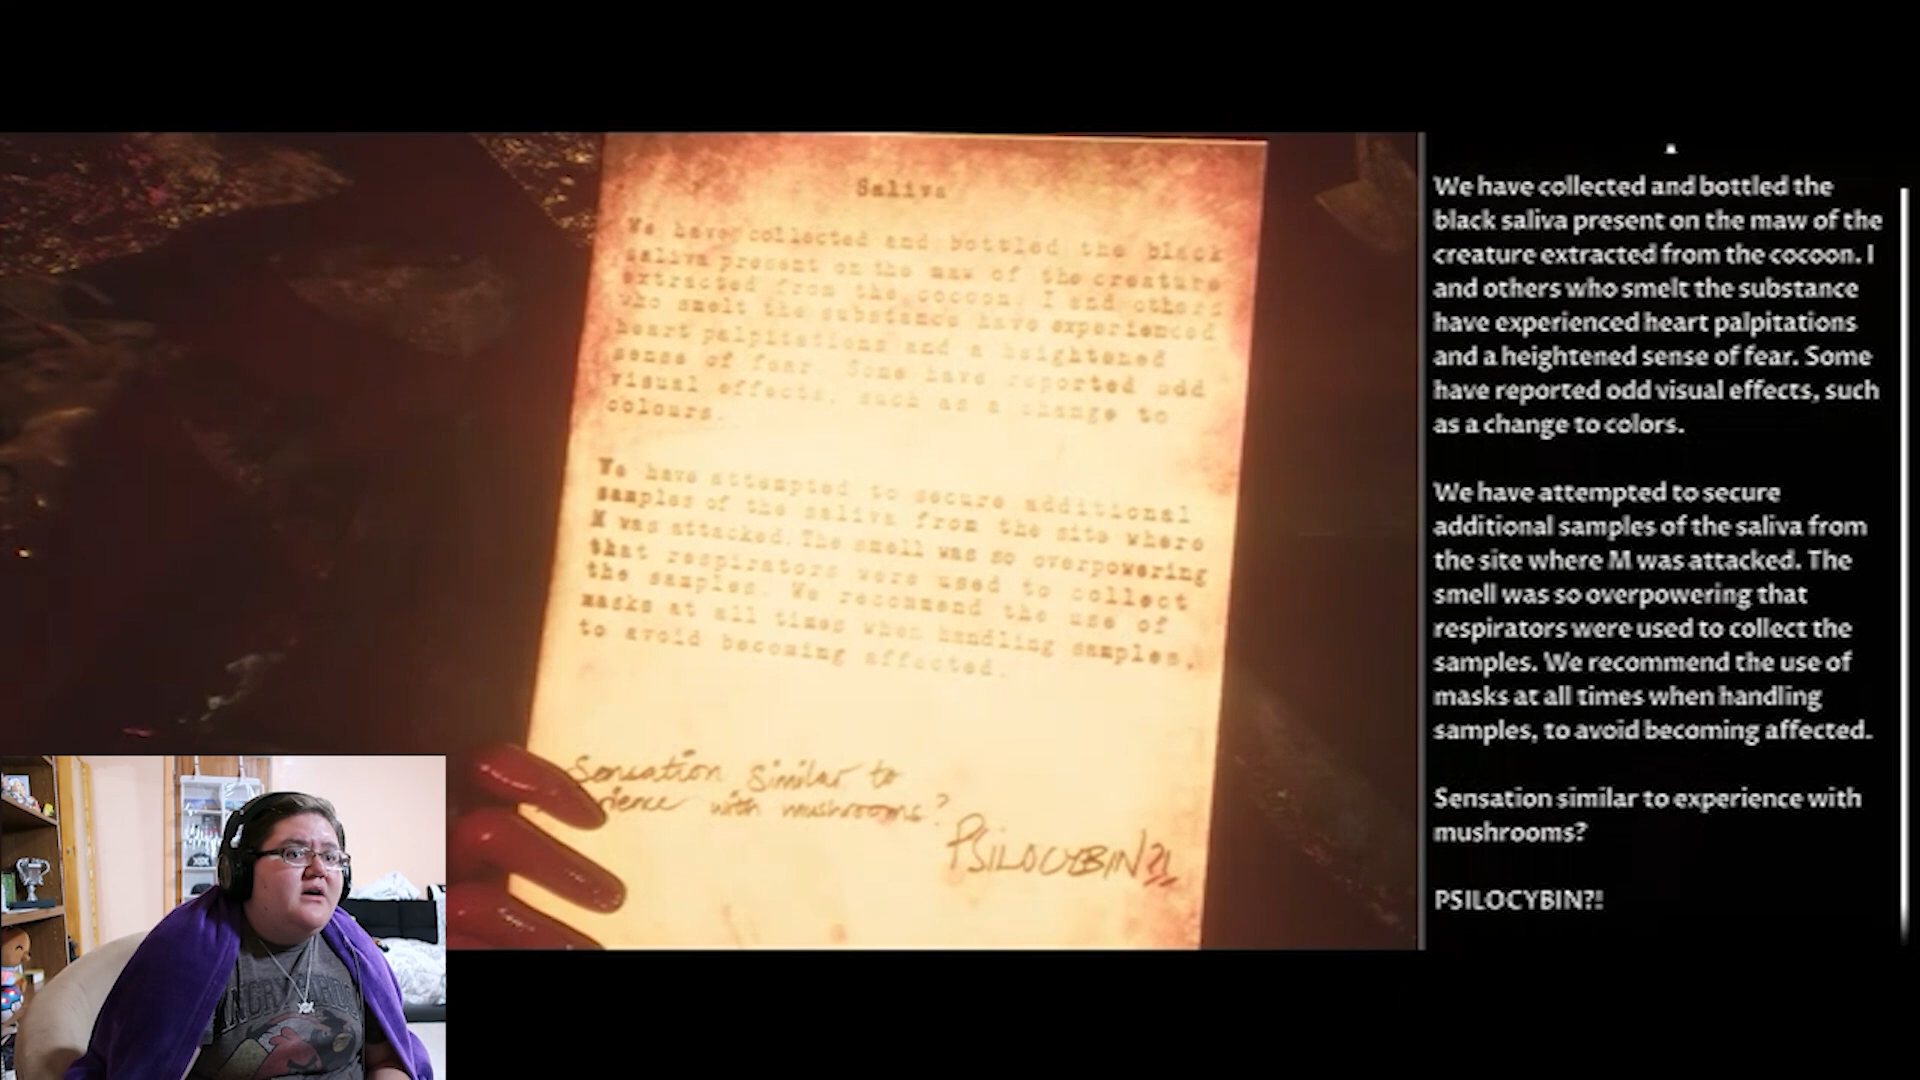 Saliva
We have collected and bottled the black
saliva present on the maw of the creature
extracted from the cocoon. I and others
who smelt the substance have experienced
heart palpitations and a heightened
sense of fear. Some have reported odd
visual effects, such as a change to
colours.
We have attempted to secure additional
samples of the saliva from the site where
M was attacked. The smell was so overpowering
that respirators were used to collect
the samples. We recommend the use of
masks at all times when handling samples,
to avoid becoming affected.
Sensation similar to
rience with mushrooms?
PSILOCYBIN?!
We have collected and bottled the
black saliva present on the maw of the
creature extracted from the cocoon. I
and others who smelt the substance
have experienced heart palpitations
and a heightened sense of fear. Some
have reported odd visual effects, such
as a change to colors.
We have attempted to secure
additional samples of the saliva from
the site where M was attacked. The
smell was so overpowering that
respirators were used to collect the
samples. We recommend the use of
masks at all times when handling
samples, to avoid becoming affected.
Sensation similar to experience with
mushrooms?
PSILOCYBIN?!